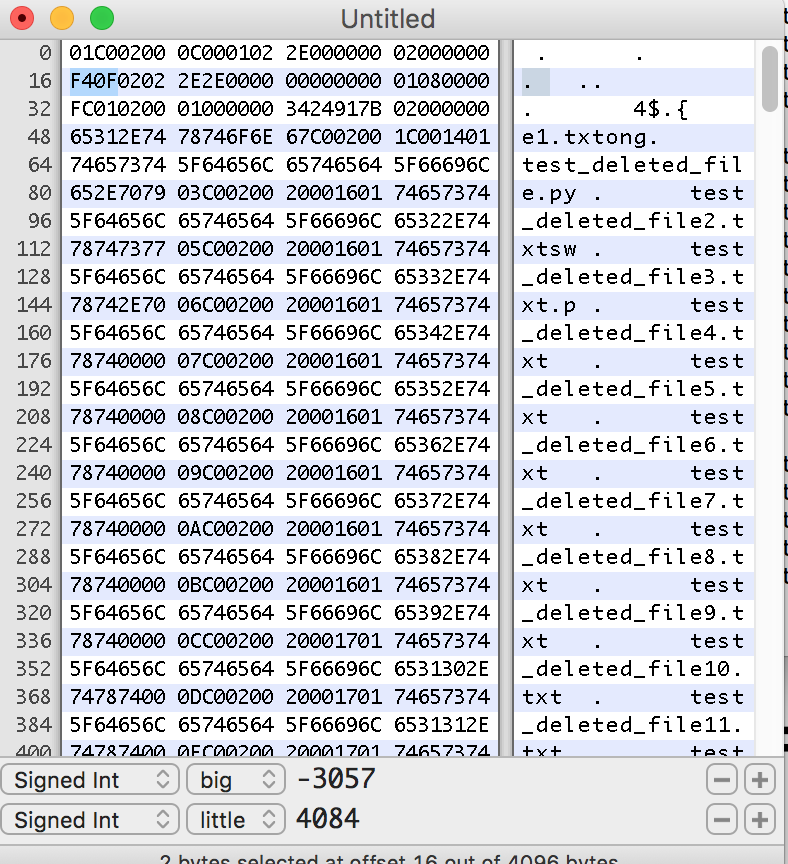 Untitled
0 01C00200 0C000102 2E000000 02000000 . .
16 F40F0202 2E2E0000 00000000 01080000 . ..
32 FC010200 01000000 3424917B 02000000 . 4$.{
48 65312E74 78746F6E 67C00200 1C001401 e1.txtong.
64 74657374 5F64656C 65746564 5F66696C test_deleted_fil
80 652E7079 03C00200 20001601 74657374 e.py . test
96 5F64656C 65746564 5F66696C 65322E74 _deleted_file2.t
112 78747377 05C00200 20001601 74657374 xtsw . test
128 5F64656C 65746564 5F66696C 65332E74 _deleted_file3.t
144 78742E70 06C00200 20001601 74657374 xt.p . test
160 5F64656C 65746564 5F66696C 65342E74 _deleted_file4.t
176 78740000 07C00200 20001601 74657374 xt . test
192 5F64656C 65746564 5F66696C 65352E74 _deleted_file5.t
208 78740000 08C00200 20001601 74657374 xt . test
224 5F64656C 65746564 5F66696C 65362E74 _deleted_file6.t
240 78740000 09C00200 20001601 74657374 xt . test
256 5F64656C 65746564 5F66696C 65372E74 _deleted_file7.t
272 78740000 0AC00200 20001601 74657374 xt . test
288 5F64656C 65746564 5F66696C 65382E74 _deleted_file8.t
304 78740000 0BC00200 20001601 74657374 xt . test
320 5F64656C 65746564 5F66696C 65392E74 _deleted_file9.t
336 78740000 0CC00200 20001701 74657374 xt . test
352 5F64656C 65746564 5F66696C 6531302E _deleted_file10.
368 74787400 0DC00200 20001701 74657374 txt . test
384 5F64656C 65746564 5F66696C 6531312E _deleted_file11.
400 74787400 0EC00200 20001701 74657374 txt . test
Signed Int big -3057
Signed Int little 4084
2 bytes selected at offset 16 out of 4096 bytes